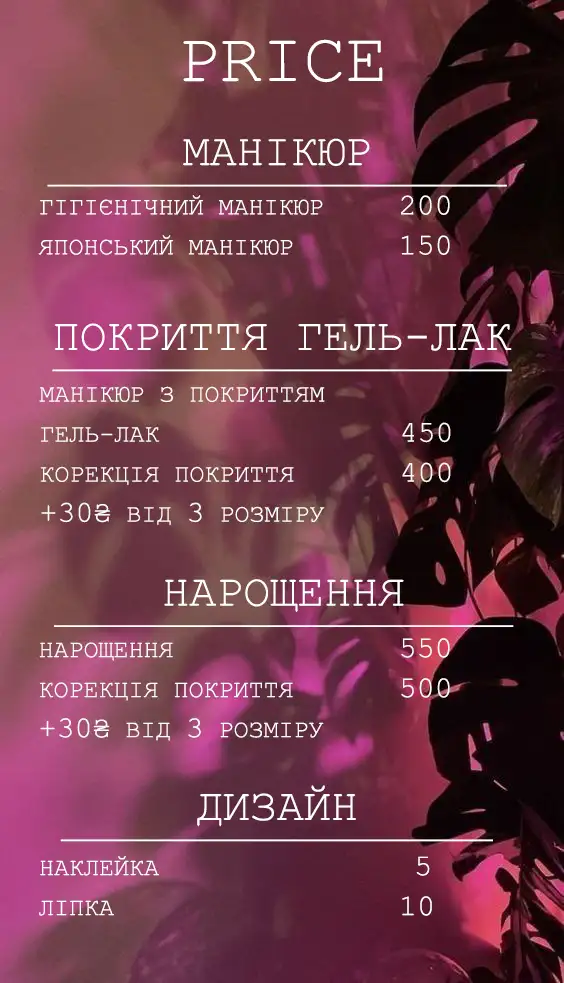 PRICE
МАНІКЮР
ГІГІЄНІЧНИЙ МАНІКЮР 200
ЯПОНСЬКИЙ МАНІКЮР 150
ПОКРИТТЯ ГЕЛЬ-ЛАК
МАНІКЮР З ПОКРИТТЯМ
ГЕЛЬ-ЛАК 450
КОРЕКЦІЯ ПОКРИТТЯ 400
+30₴ ВІД 3 РОЗМІРУ
НАРОЩЕННЯ
НАРОЩЕННЯ 550
КОРЕКЦІЯ ПОКРИТТЯ 500
+30₴ ВІД 3 РОЗМІРУ
ДИЗАЙН
НАКЛЕЙКА 5
ЛІПКА 10